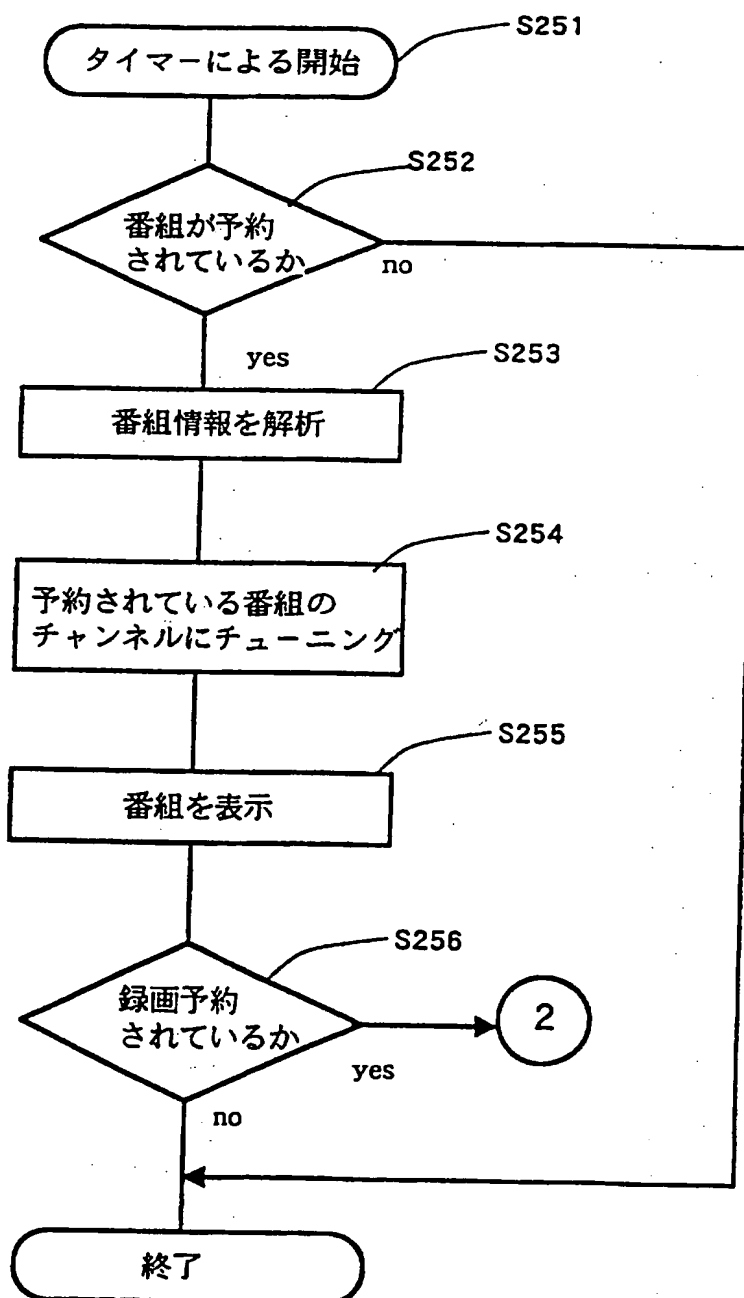 S251
タイマーによる開始
S252
番組が予約
されているか
no
yes
S253
番組情報を解析
S254
予約されている番組の
チャンネルにチューニング
S255
番組を表示
S256
録画予約
されているか
2
yes
no
終了